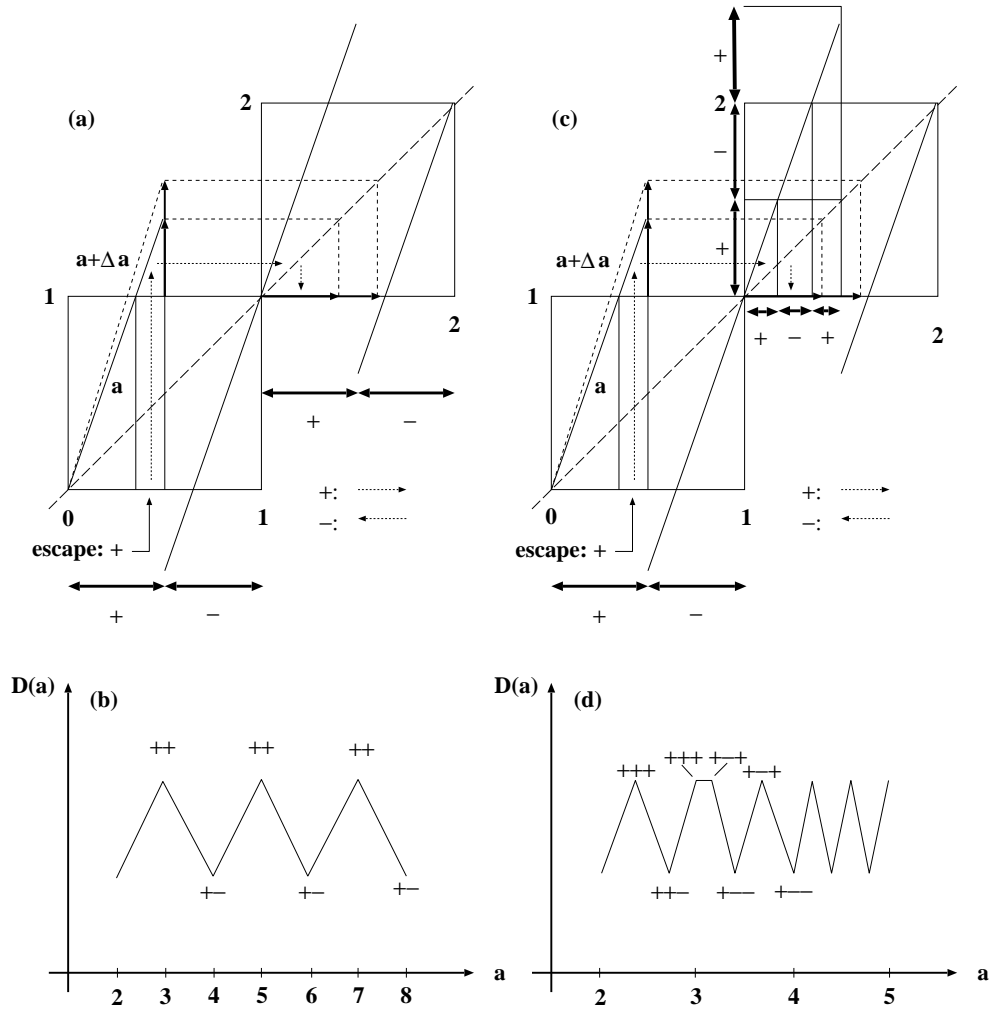 (a)
2
a+Δa
1
a
2
+
−
0
1
+:
−:
escape: +
+
−
(c)
+
2
−
+
a+Δa
1
a
+
−
+
2
0
1
+:
−:
escape: +
+
−
D(a)
(b)
++
++
++
+−
+−
+−
a
2 3 4 5 6 7 8
D(a)
(d)
+++
+++
+−+
+−+
++−
+−−
+−−
a
2 3 4 5